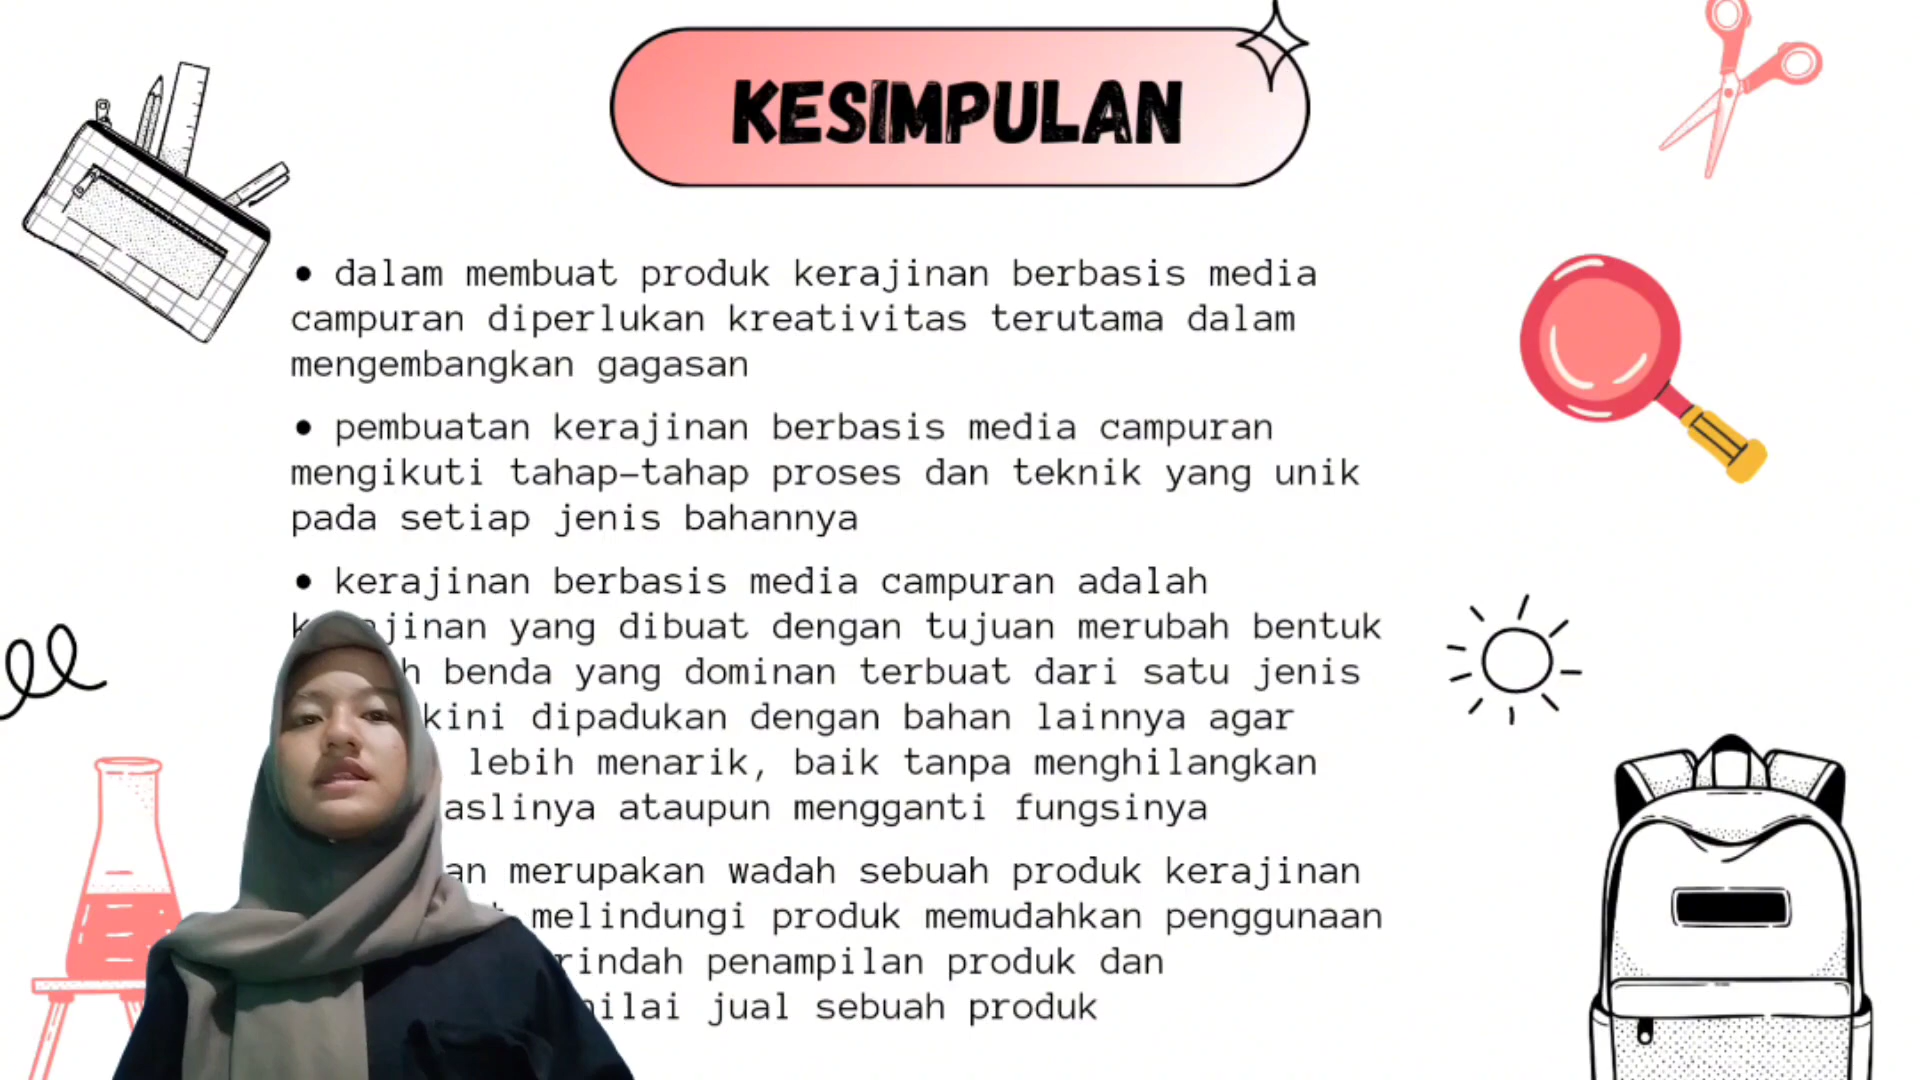 KESIMPULAN
• dalam membuat produk kerajinan berbasis media
campuran diperlukan kreativitas terutama dalam
mengembangkan gagasan
• pembuatan kerajinan berbasis media campuran
mengikuti tahap-tahap proses dan teknik yang unik
pada setiap jenis bahannya
• kerajinan berbasis media campuran adalah
yang dibuat dengan tujuan merubah bentuk
benda yang dominan terbuat dari satu jenis
kini dipadukan dengan bahan lainnya agar
lebih menarik, baik tanpa menghilangkan
aslinya ataupun mengganti fungsinya
merupakan wadah sebuah produk kerajinan
melindungi produk memudahkan penggunaan
penampilan produk dan
nilai jual sebuah produk